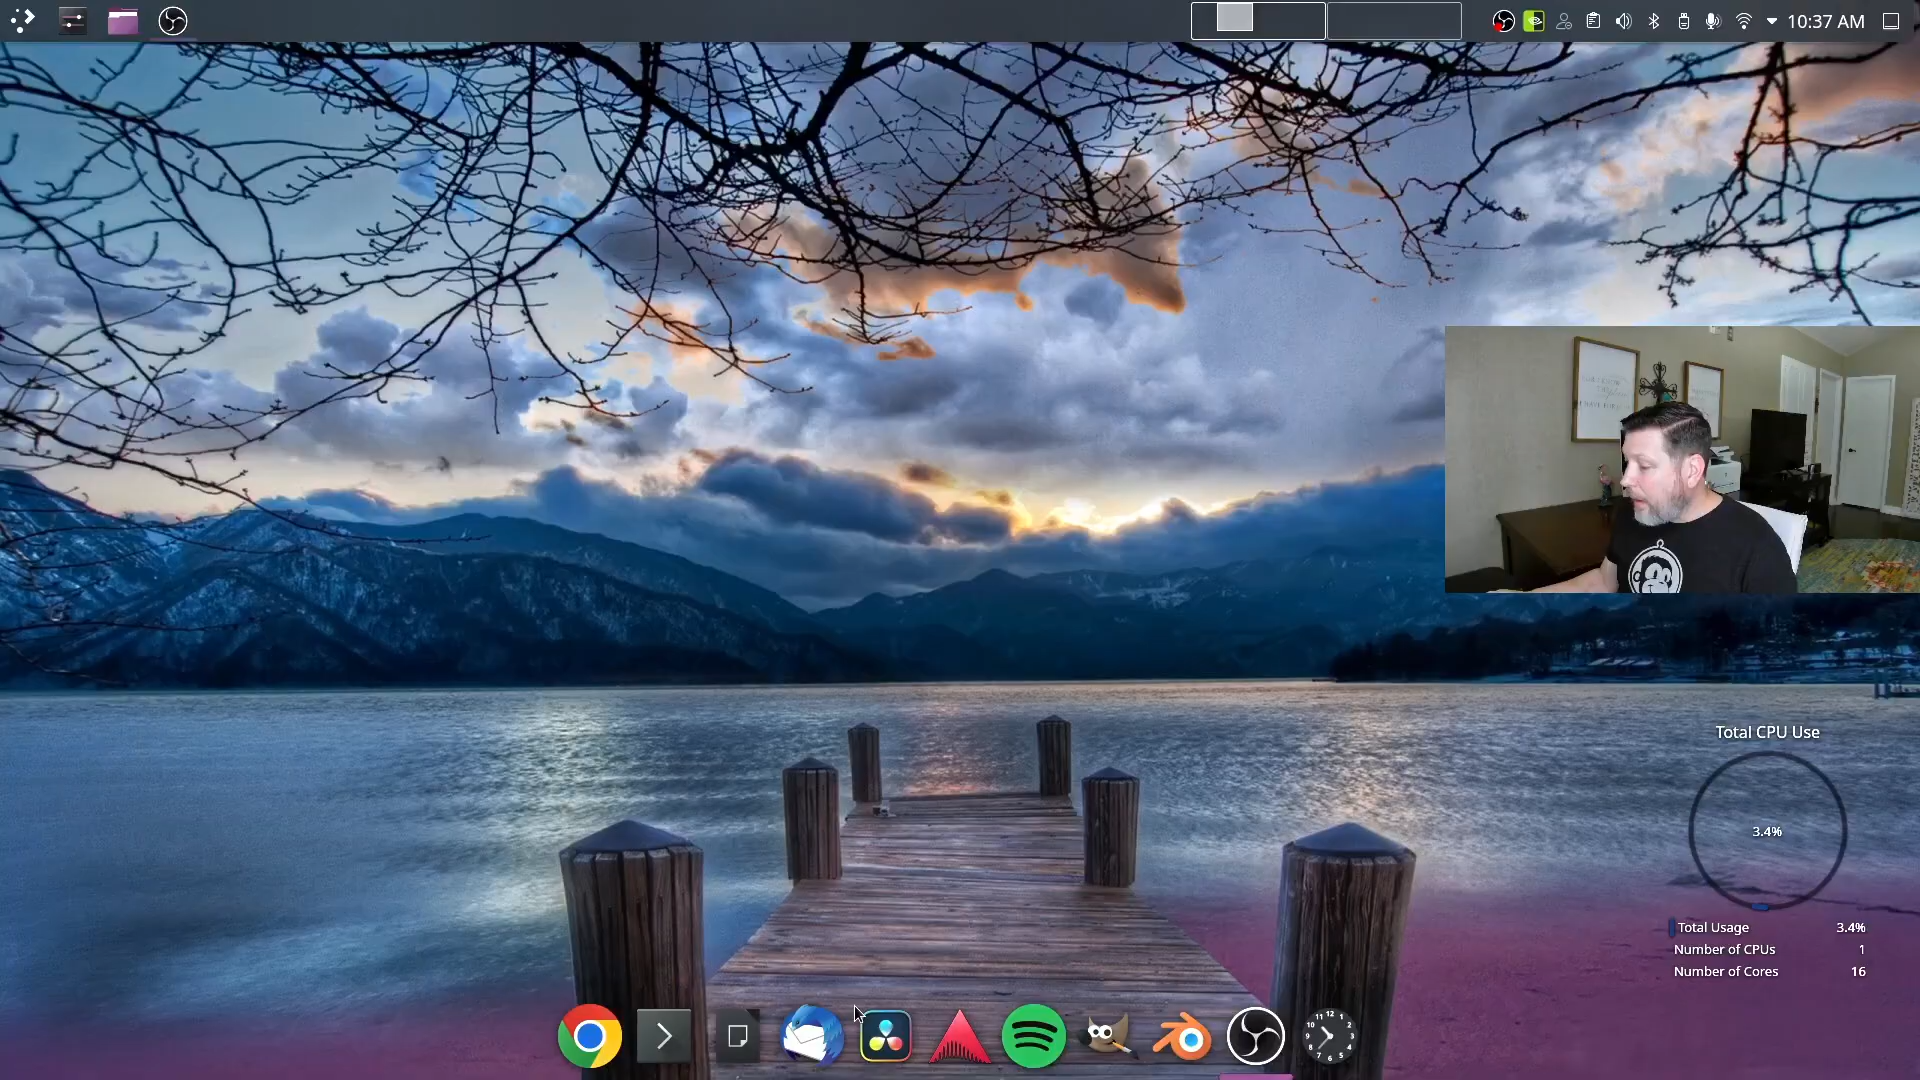 10:37 AM
Total CPU Use
3.4%
Total Usage 3.4%
Number of CPUs 1
Number of Cores 16